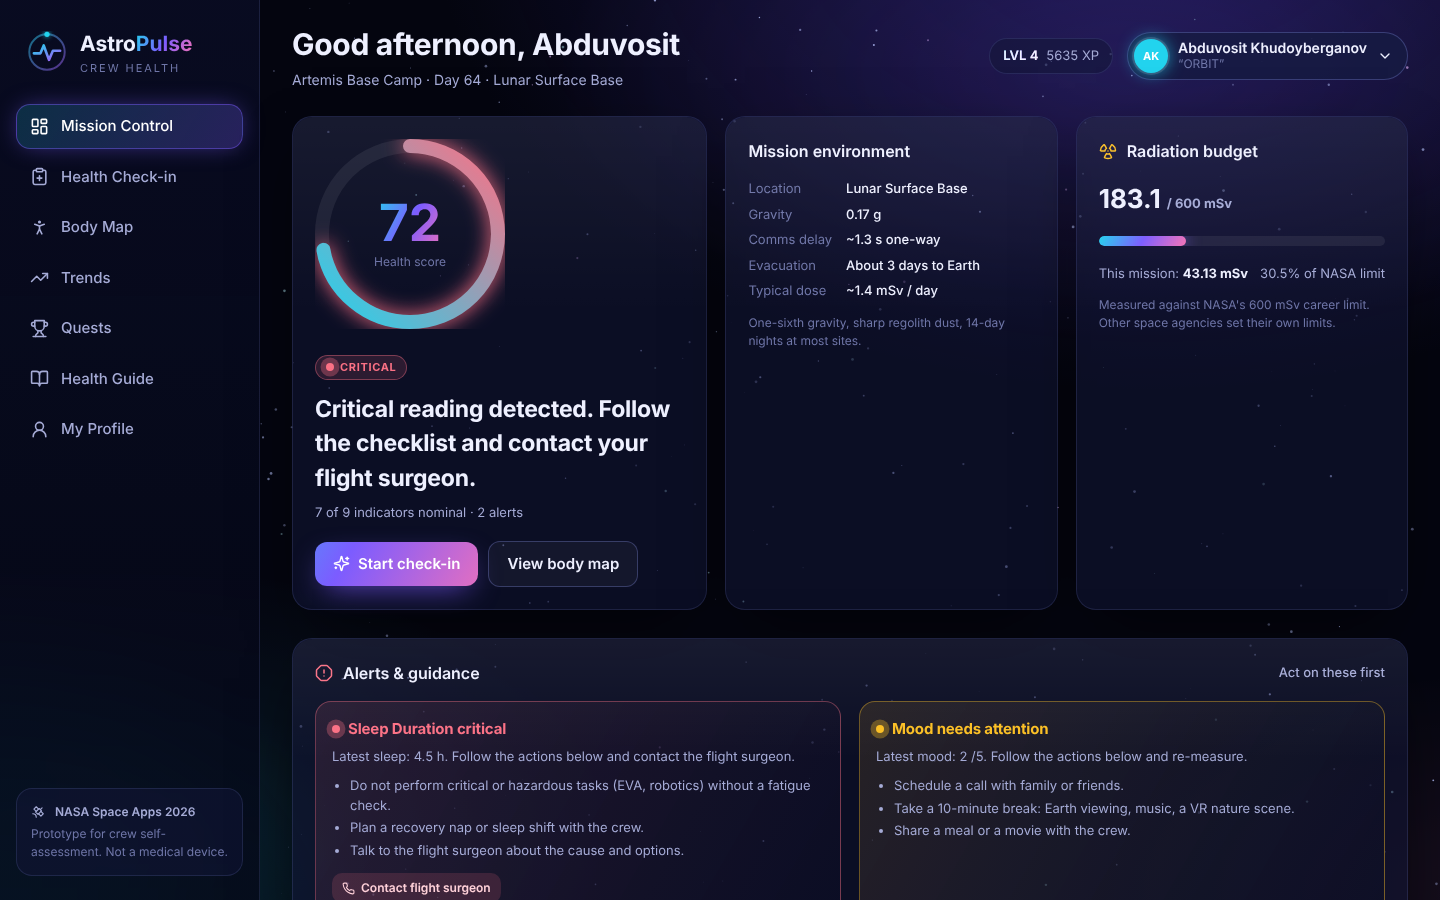 AstroPulse
CREW HEALTH
Mission Control
Health Check-in
Body Map
Trends
Quests
Health Guide
My Profile
NASA Space Apps 2026
Prototype for crew self-
assessment. Not a medical device.
Good afternoon, Abduvosit
Artemis Base Camp · Day 64 · Lunar Surface Base
LVL 4 5635 XP
AK
Abduvosit Khudoyberganov
"ORBIT"
72
Health score
CRITICAL
Critical reading detected. Follow
the checklist and contact your
flight surgeon.
7 of 9 indicators nominal · 2 alerts
Start check-in
View body map
Mission environment
Location Lunar Surface Base
Gravity 0.17 g
Comms delay ~1.3 s one-way
Evacuation About 3 days to Earth
Typical dose ~1.4 mSv / day
One-sixth gravity, sharp regolith dust, 14-day
nights at most sites.
Radiation budget
183.1 / 600 mSv
This mission: 43.13 mSv 30.5% of NASA limit
Measured against NASA's 600 mSv career limit.
Other space agencies set their own limits.
Alerts & guidance
Act on these first
Sleep Duration critical
Latest sleep: 4.5 h. Follow the actions below and contact the flight surgeon.
• Do not perform critical or hazardous tasks (EVA, robotics) without a fatigue
check.
• Plan a recovery nap or sleep shift with the crew.
• Talk to the flight surgeon about the cause and options.
Contact flight surgeon
Mood needs attention
Latest mood: 2 /5. Follow the actions below and re-measure.
• Schedule a call with family or friends.
• Take a 10-minute break: Earth viewing, music, a VR nature scene.
• Share a meal or a movie with the crew.